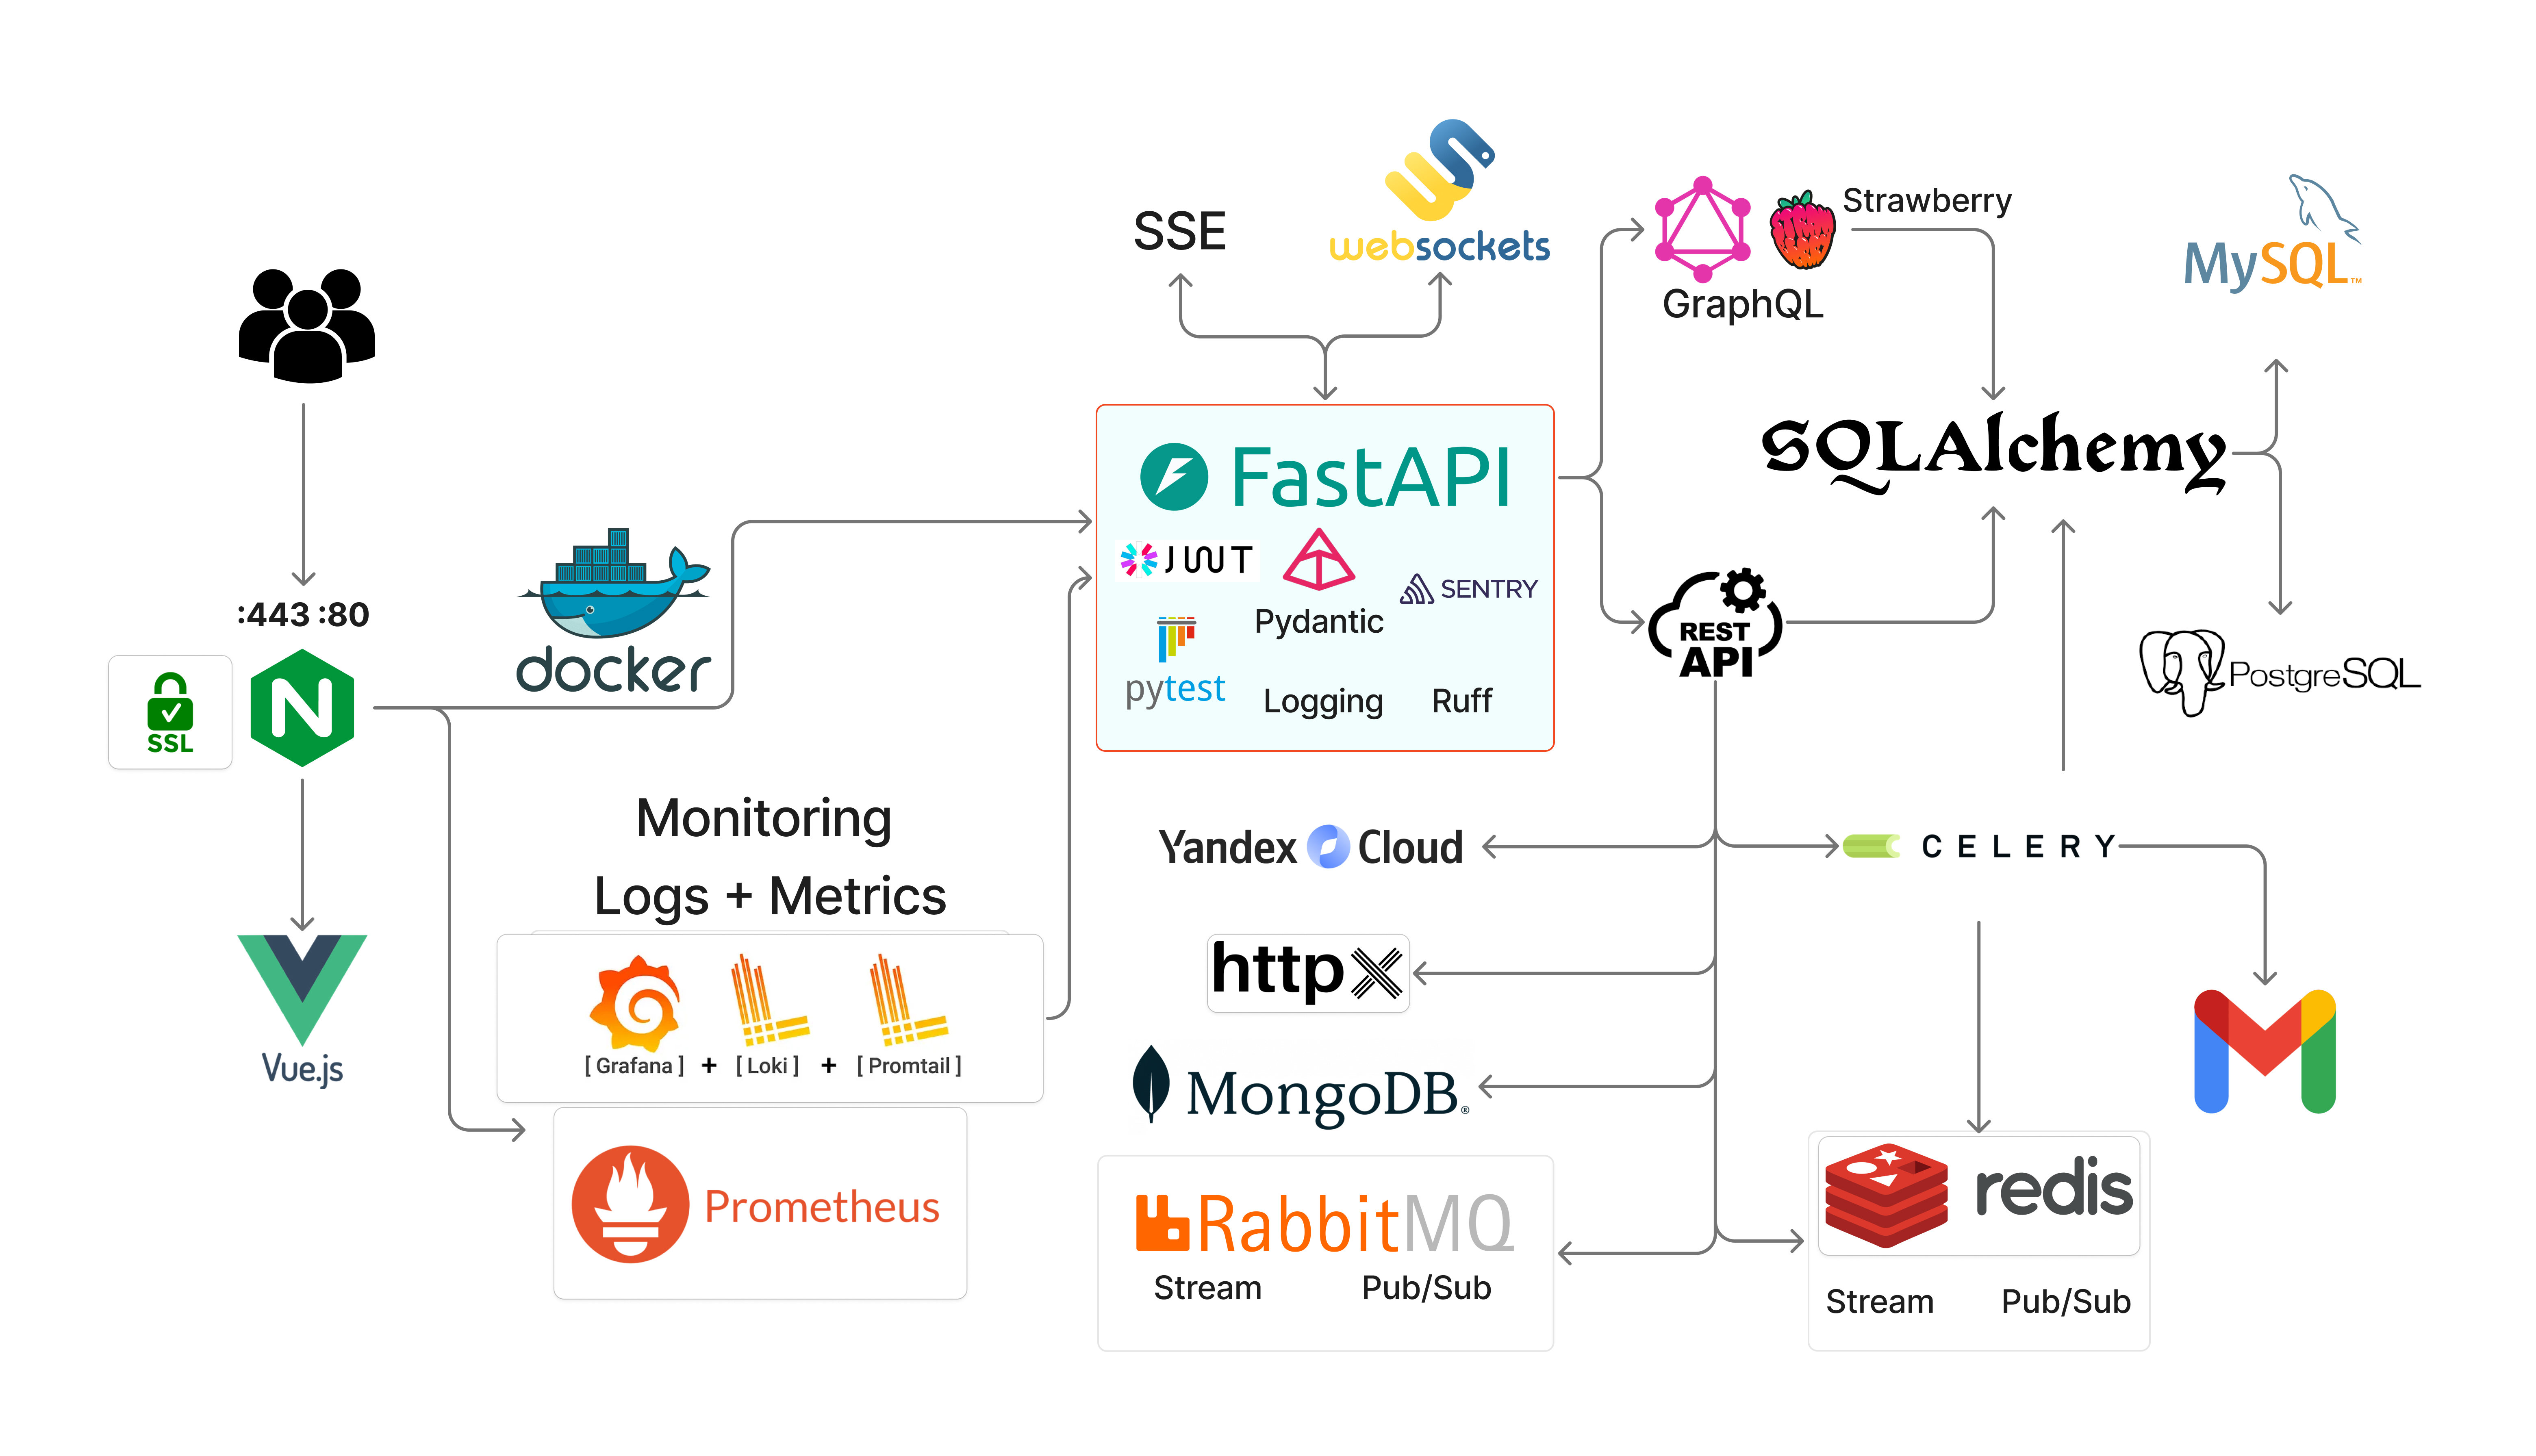 SSE
websockets
Strawberry
GraphQL
MySQL™
:443 :80
SSL
docker
FastAPI
JWT
Pydantic
SENTRY
pytest
Logging
Ruff
SQLAlchemy
REST
API
PostgreSQL
Monitoring
Logs + Metrics
[ Grafana ] + [ Loki ] + [ Promtail ]
Prometheus
Vue.js
Yandex Cloud
CELERY
httpx
MongoDB®
RabbitMQ
Stream Pub/Sub
redis
Stream Pub/Sub